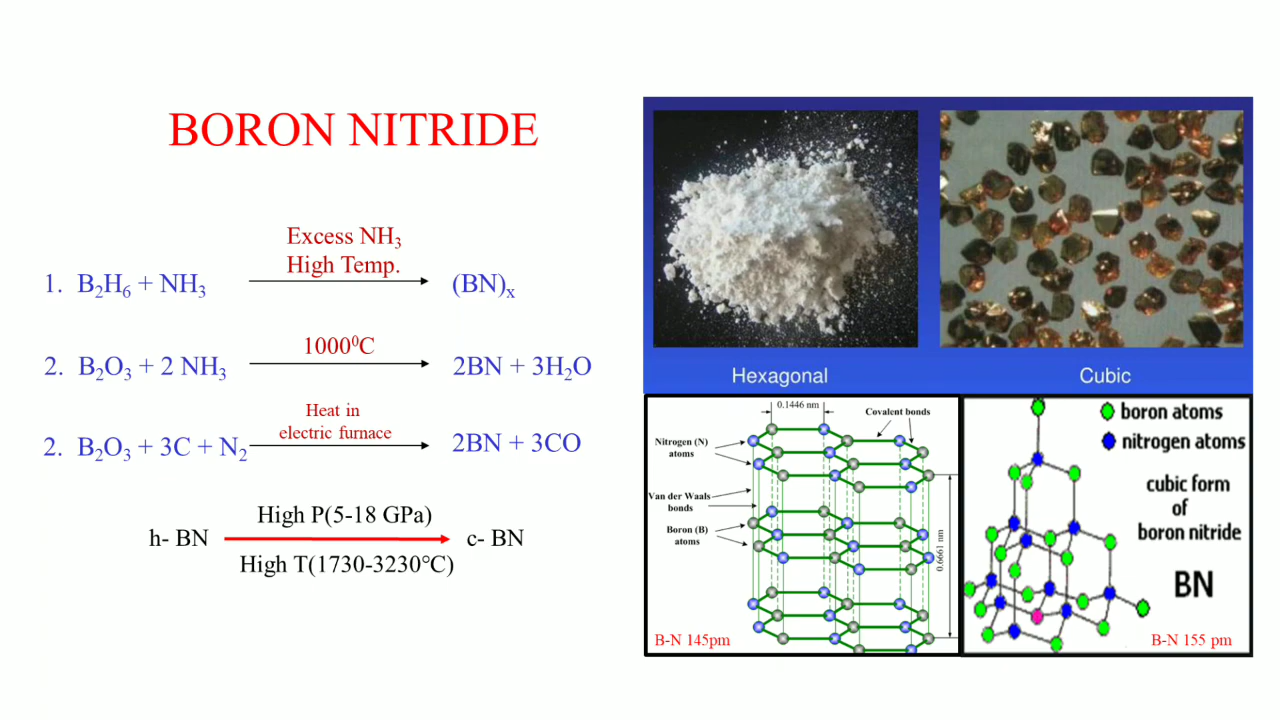 BORON NITRIDE
Excess NH₃
High Temp.
1. B₂H₆ + NH₃ (BN)ₓ
1000⁰C
2. B₂O₃ + 2 NH₃ 2BN + 3H₂O
Heat in
electric furnace
2. B₂O₃ + 3C + N₂ 2BN + 3CO
High P(5-18 GPa)
h- BN c- BN
High T(1730-3230°C)
Hexagonal Cubic
0.1446 nm
Covalent bonds
Nitrogen (N)
atoms
Van der Waals
bonds
Boron (B)
atoms
0.6661 nm
B-N 145pm
boron atoms
nitrogen atoms
cubic form
of
boron nitride
BN
B-N 155 pm